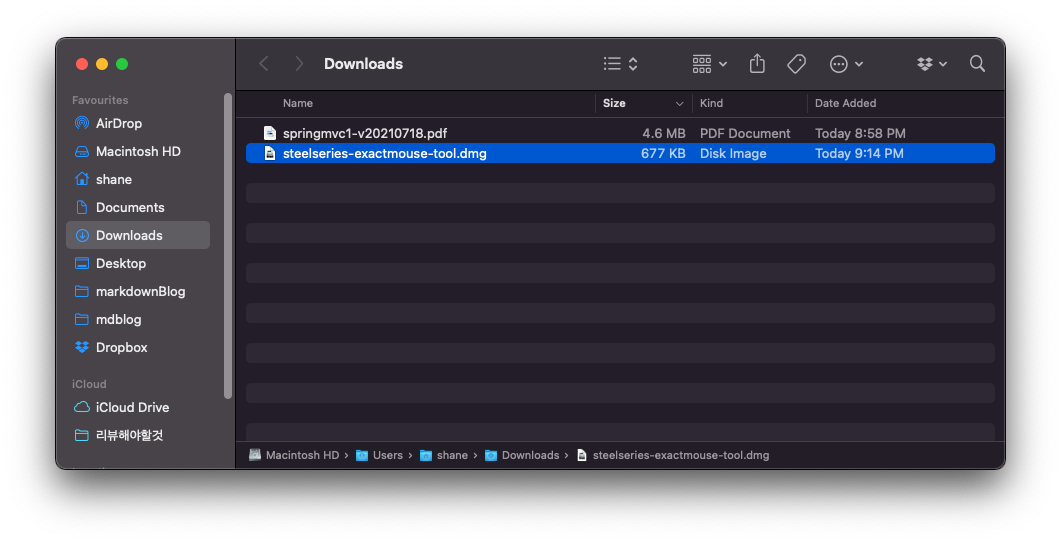 Downloads
Favourites
AirDrop
Macintosh HD
shane
Documents
Downloads
Desktop
markdownBlog
mdblog
Dropbox
iCloud
iCloud Drive
리뷰해야할것
Name Size Kind Date Added
springmvc1-v20210718.pdf 4.6 MB PDF Document Today 8:58 PM
steelseries-exactmouse-tool.dmg 677 KB Disk Image Today 9:14 PM
Macintosh HD › Users › shane › Downloads › steelseries-exactmouse-tool.dmg